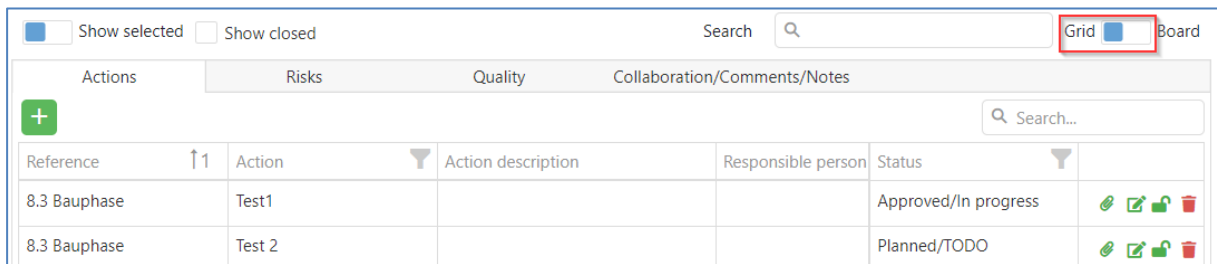 Show selected Show closed Search Grid Board
Actions Risks Quality Collaboration/Comments/Notes
+ Search...
Reference 1 Action Action description Responsible person Status
8.3 Bauphase Test1 Approved/In progress
8.3 Bauphase Test 2 Planned/TODO